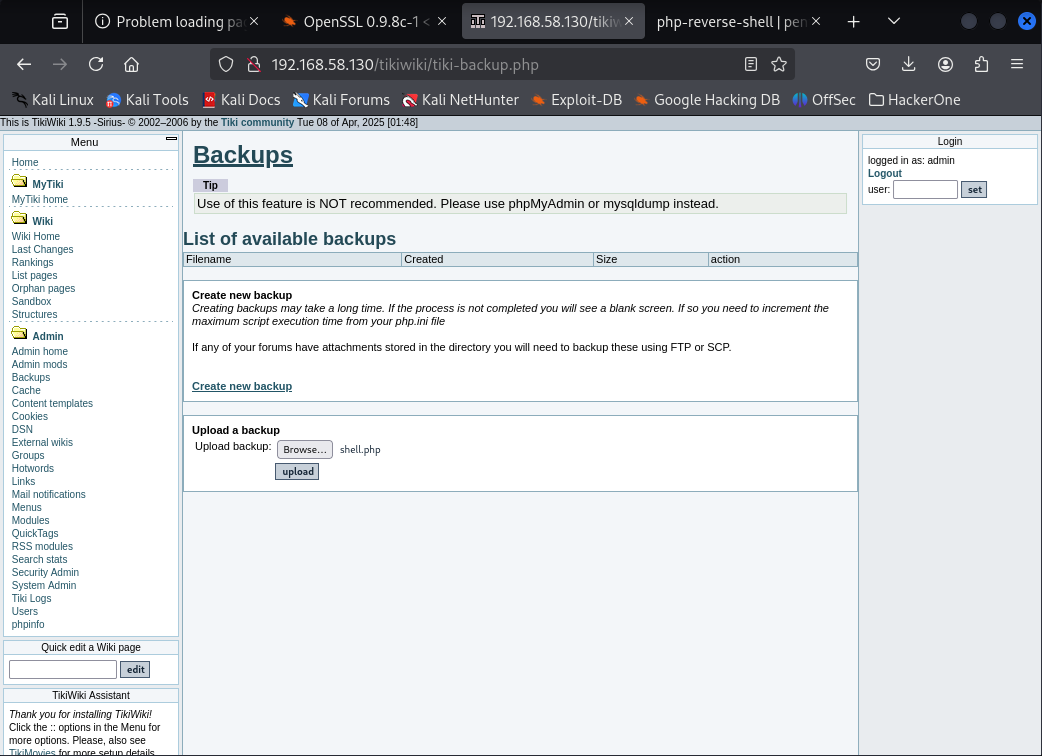 Problem loading pa
OpenSSL 0.9.8c-1 <
192.168.58.130/tikiw
php-reverse-shell | pen
192.168.58.130/tikiwiki/tiki-backup.php
Kali Linux
Kali Tools
Kali Docs
Kali Forums
Kali NetHunter
Exploit-DB
Google Hacking DB
OffSec
HackerOne
This is TikiWiki 1.9.5 -Sirius- © 2002–2006 by the Tiki community Tue 08 of Apr, 2025 [01:48]
Menu
Home
MyTiki
MyTiki home
Wiki
Wiki Home
Last Changes
Rankings
List pages
Orphan pages
Sandbox
Structures
Admin
Admin home
Admin mods
Backups
Cache
Content templates
Cookies
DSN
External wikis
Groups
Hotwords
Links
Mail notifications
Menus
Modules
QuickTags
RSS modules
Search stats
Security Admin
System Admin
Tiki Logs
Users
phpinfo
Quick edit a Wiki page
edit
TikiWiki Assistant
Thank you for installing TikiWiki!
Click the :: options in the Menu for
more options. Please, also see
TikiMovies for more setup details.
Backups
Tip
Use of this feature is NOT recommended. Please use phpMyAdmin or mysqldump instead.
List of available backups
Filename Created Size action
Create new backup
Creating backups may take a long time. If the process is not completed you will see a blank screen. If so you need to increment the
maximum script execution time from your php.ini file
If any of your forums have attachments stored in the directory you will need to backup these using FTP or SCP.
Create new backup
Upload a backup
Upload backup: Browse... shell.php
upload
Login
logged in as: admin
Logout
user: set